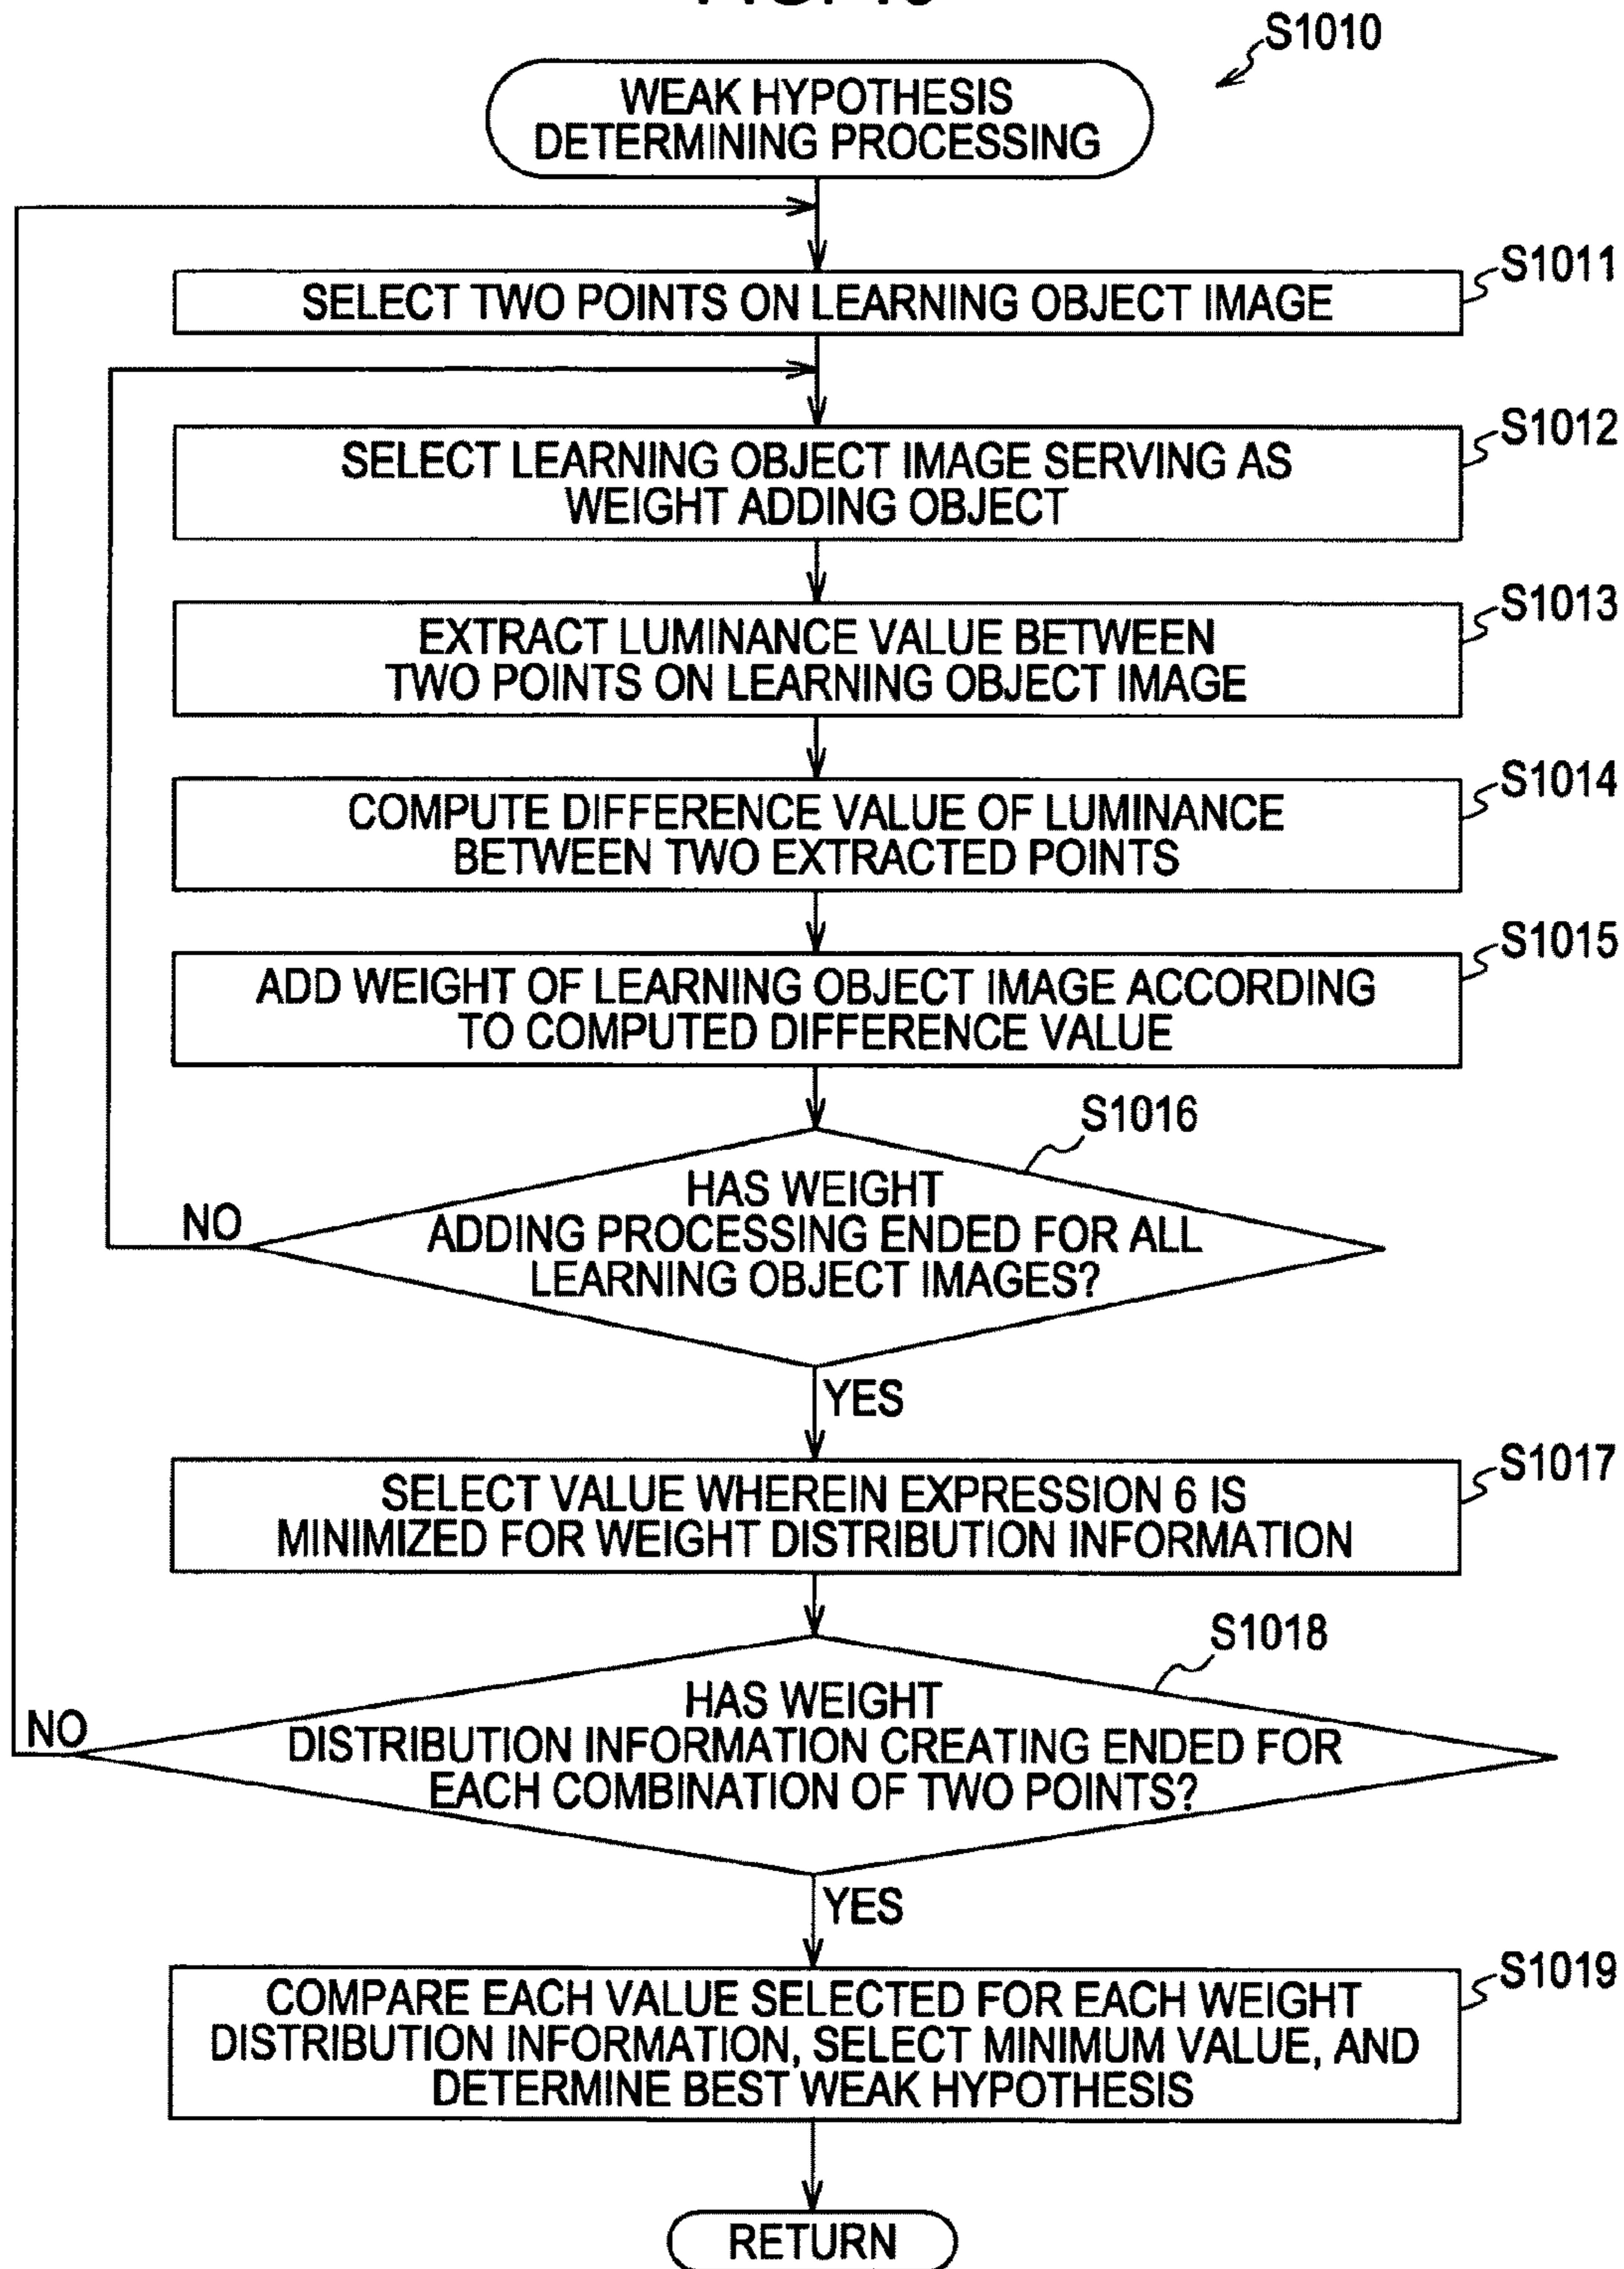 S1010
WEAK HYPOTHESIS
DETERMINING PROCESSING
S1011
SELECT TWO POINTS ON LEARNING OBJECT IMAGE
S1012
SELECT LEARNING OBJECT IMAGE SERVING AS
WEIGHT ADDING OBJECT
S1013
EXTRACT LUMINANCE VALUE BETWEEN
TWO POINTS ON LEARNING OBJECT IMAGE
S1014
COMPUTE DIFFERENCE VALUE OF LUMINANCE
BETWEEN TWO EXTRACTED POINTS
S1015
ADD WEIGHT OF LEARNING OBJECT IMAGE ACCORDING
TO COMPUTED DIFFERENCE VALUE
S1016
HAS WEIGHT
ADDING PROCESSING ENDED FOR ALL
LEARNING OBJECT IMAGES?
NO
YES
S1017
SELECT VALUE WHEREIN EXPRESSION 6 IS
MINIMIZED FOR WEIGHT DISTRIBUTION INFORMATION
S1018
HAS WEIGHT
DISTRIBUTION INFORMATION CREATING ENDED FOR
EACH COMBINATION OF TWO POINTS?
NO
YES
S1019
COMPARE EACH VALUE SELECTED FOR EACH WEIGHT
DISTRIBUTION INFORMATION, SELECT MINIMUM VALUE, AND
DETERMINE BEST WEAK HYPOTHESIS
RETURN